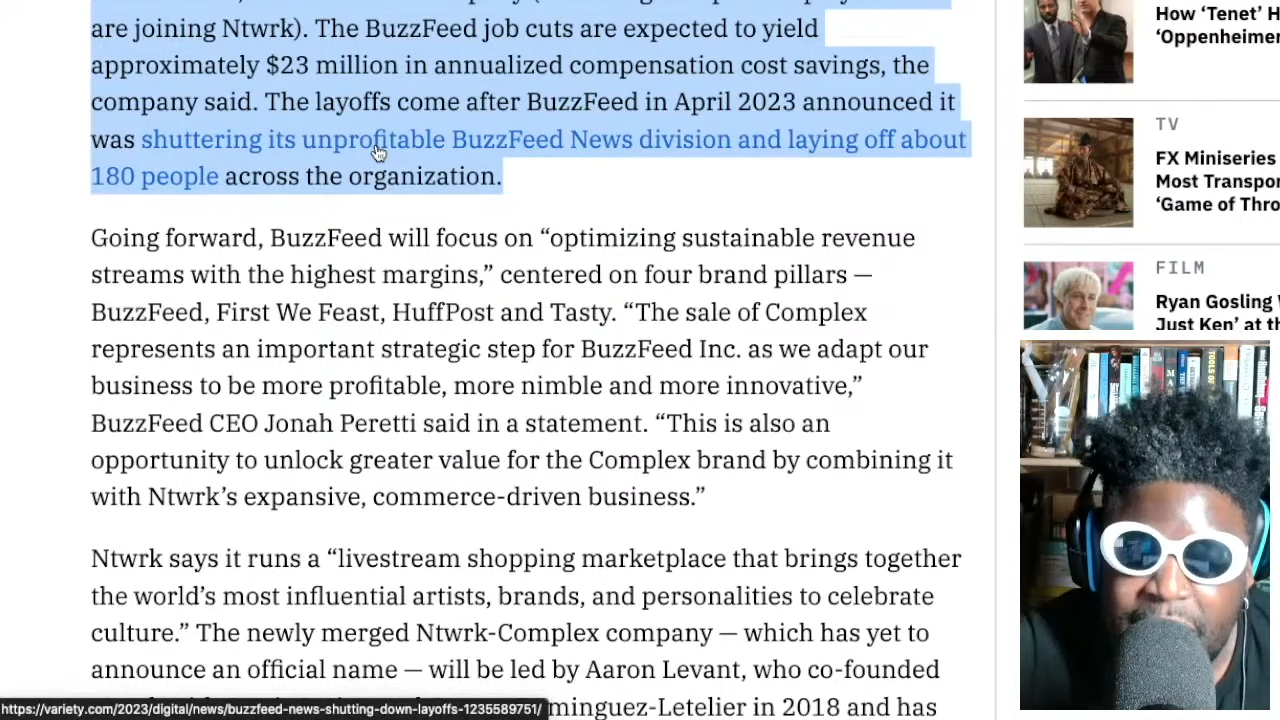 are joining Ntwrk). The BuzzFeed job cuts are expected to yield
approximately $23 million in annualized compensation cost savings, the
company said. The layoffs come after BuzzFeed in April 2023 announced it
was shuttering its unprofitable BuzzFeed News division and laying off about
180 people across the organization.
Going forward, BuzzFeed will focus on “optimizing sustainable revenue
streams with the highest margins,” centered on four brand pillars —
BuzzFeed, First We Feast, HuffPost and Tasty. “The sale of Complex
represents an important strategic step for BuzzFeed Inc. as we adapt our
business to be more profitable, more nimble and more innovative,”
BuzzFeed CEO Jonah Peretti said in a statement. “This is also an
opportunity to unlock greater value for the Complex brand by combining it
with Ntwrk’s expansive, commerce-driven business.”
Ntwrk says it runs a “livestream shopping marketplace that brings together
the world’s most influential artists, brands, and personalities to celebrate
culture.” The newly merged Ntwrk-Complex company — which has yet to
announce an official name — will be led by Aaron Levant, who co-founded
minguez-Letelier in 2018 and has
https://variety.com/2023/digital/news/buzzfeed-news-shutting-down-layoffs-1235589751/
How ‘Tenet’ H
‘Oppenheimer
TV
FX Miniseries
Most Transpor
‘Game of Thro
FILM
Ryan Gosling
Just Ken’ at th
TOOLS OF